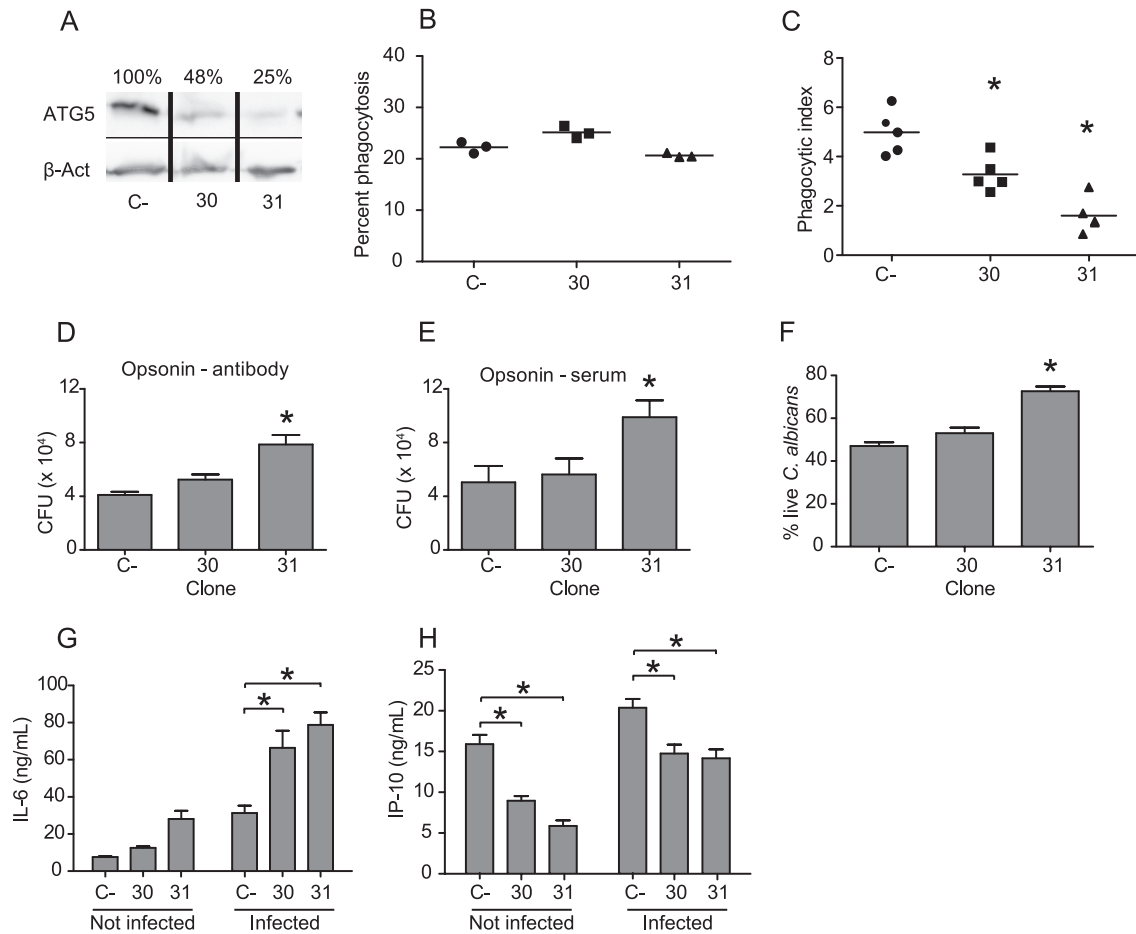 A
100% 48% 25%
ATG5
β-Act
C- 30 31
B
Percent phagocytosis
40
30
20
10
0
C- 30 31
C
Phagocytic index
8
6
4
2
0
*
*
C- 30 31
D
Opsonin - antibody
CFU (x 10⁴)
12
8
4
0
*
C- 30 31
Clone
E
Opsonin - serum
CFU (x 10⁴)
12
8
4
0
*
C- 30 31
Clone
F
% live C. albicans
80
60
40
20
0
*
C- 30 31
Clone
G
IL-6 (ng/mL)
100
80
60
40
20
0
*
*
C- 30 31 C- 30 31
Not infected Infected
H
IP-10 (ng/mL)
25
20
15
10
5
0
*
*
*
*
C- 30 31 C- 30 31
Not infected Infected